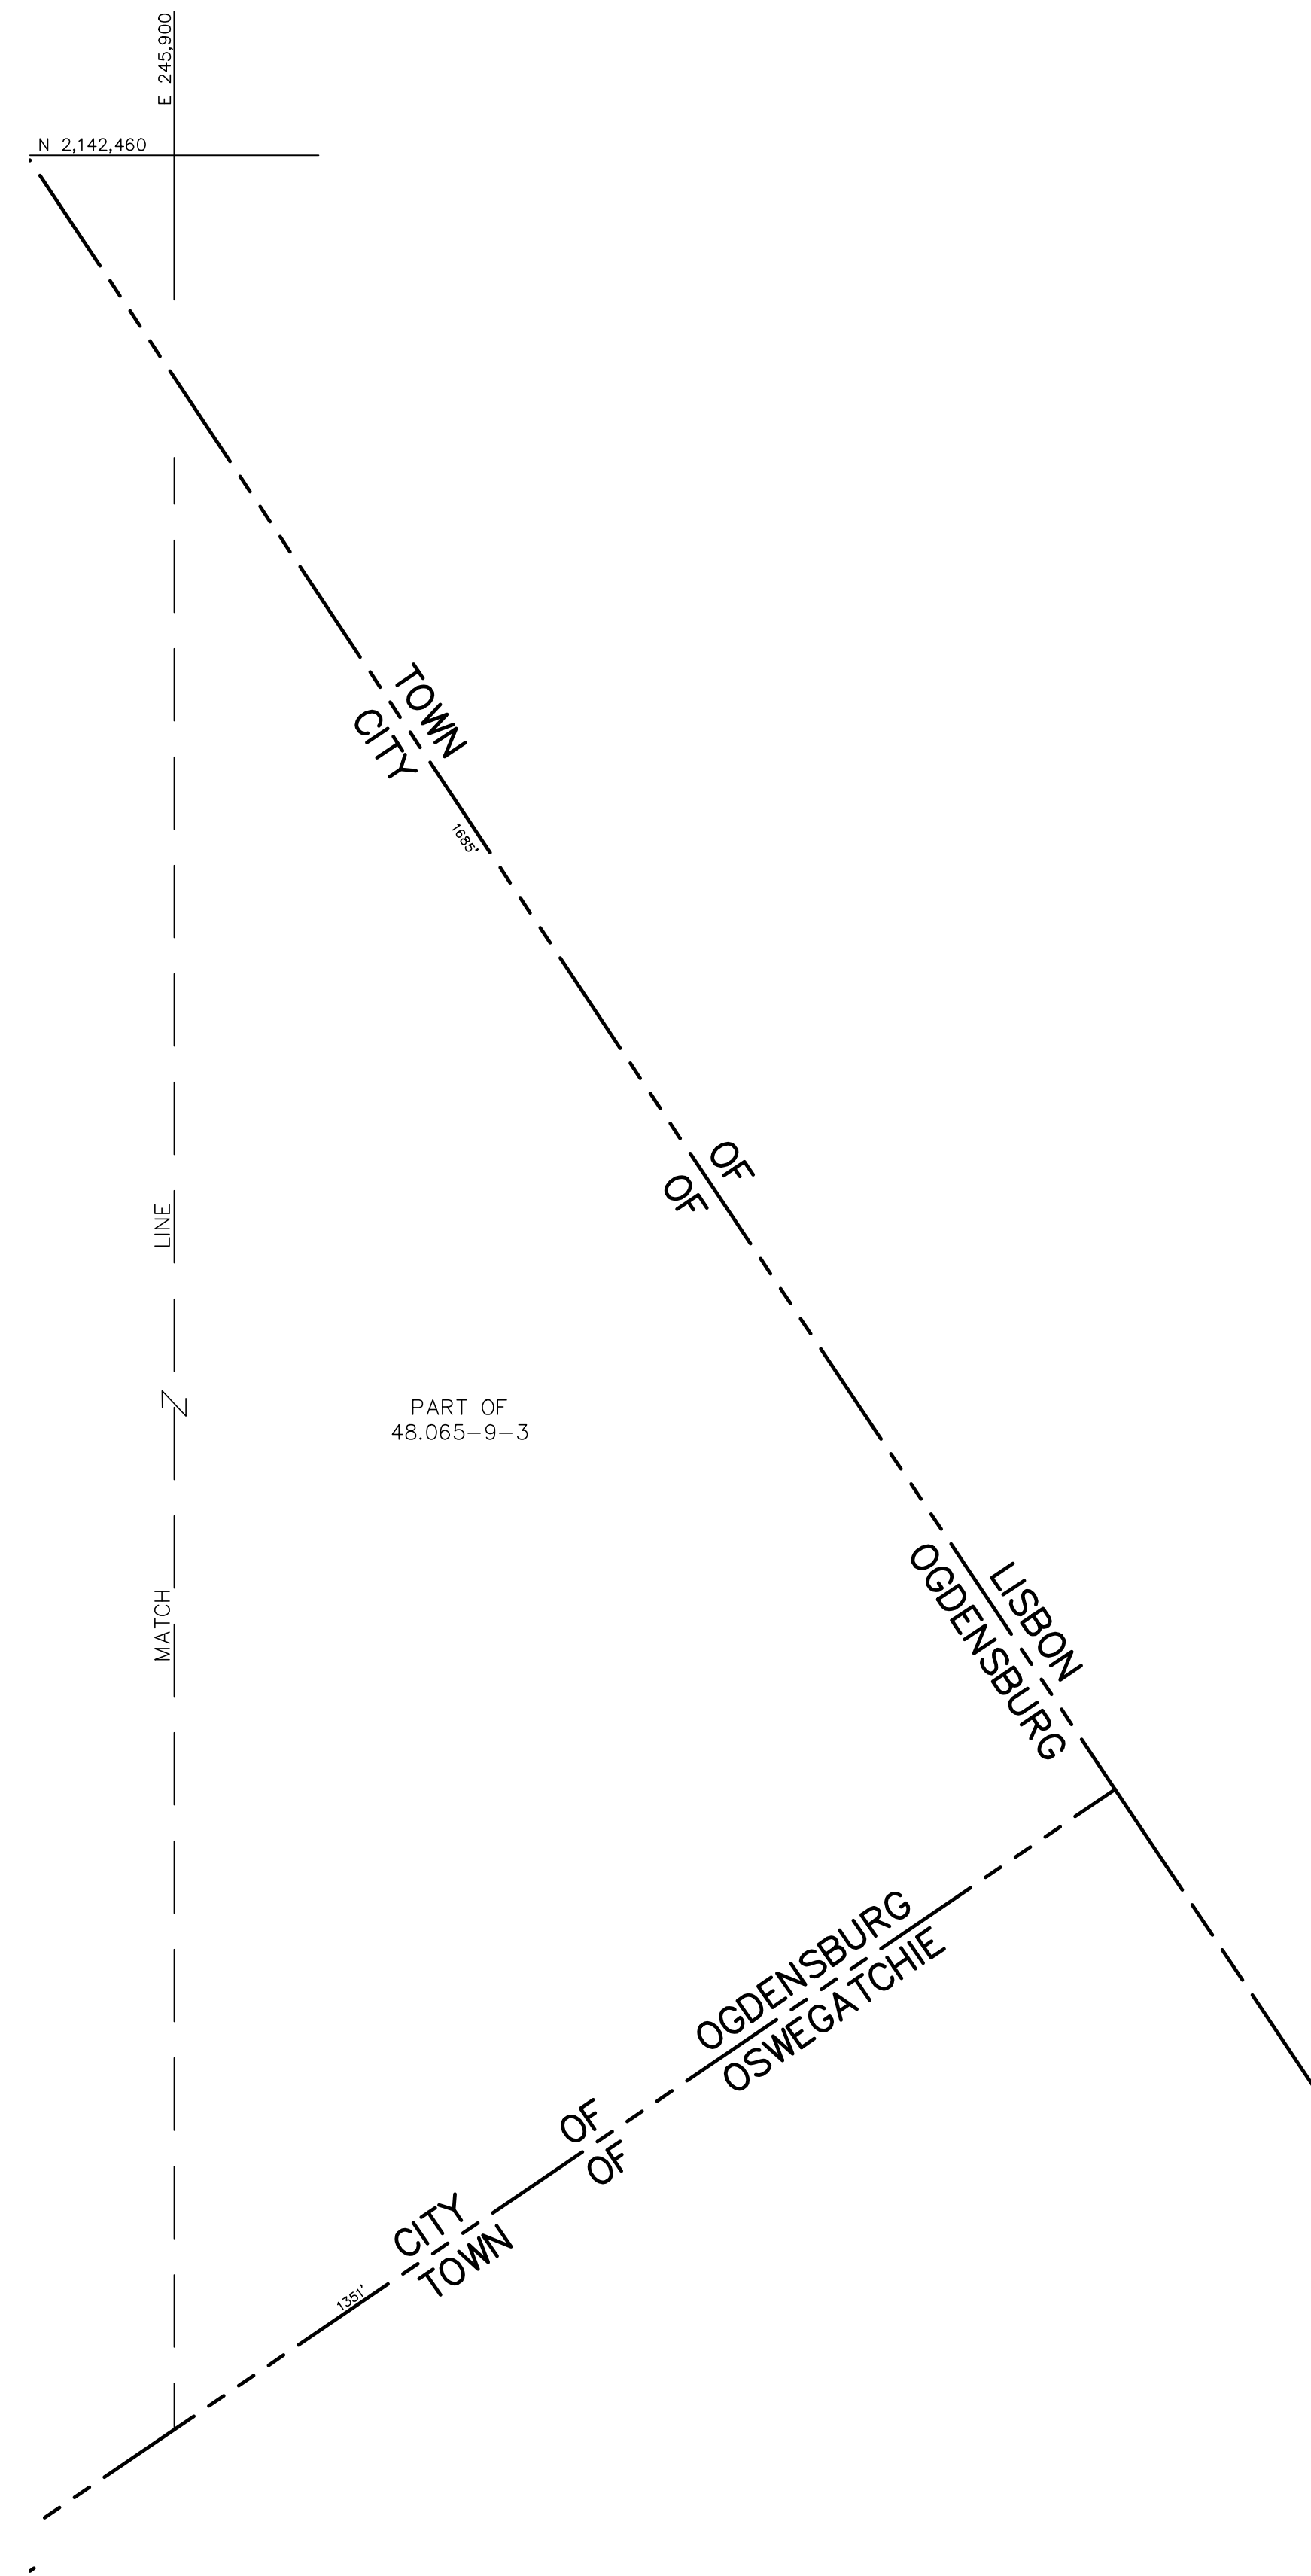 E 245,900
N 2,142,460
TOWN OF LISBON
CITY OF OGDENSBURG
1685'
LINE
PART OF
48.065-9-3
MATCH
CITY OF OGDENSBURG
TOWN OF OSWEGATCHIE
1351'